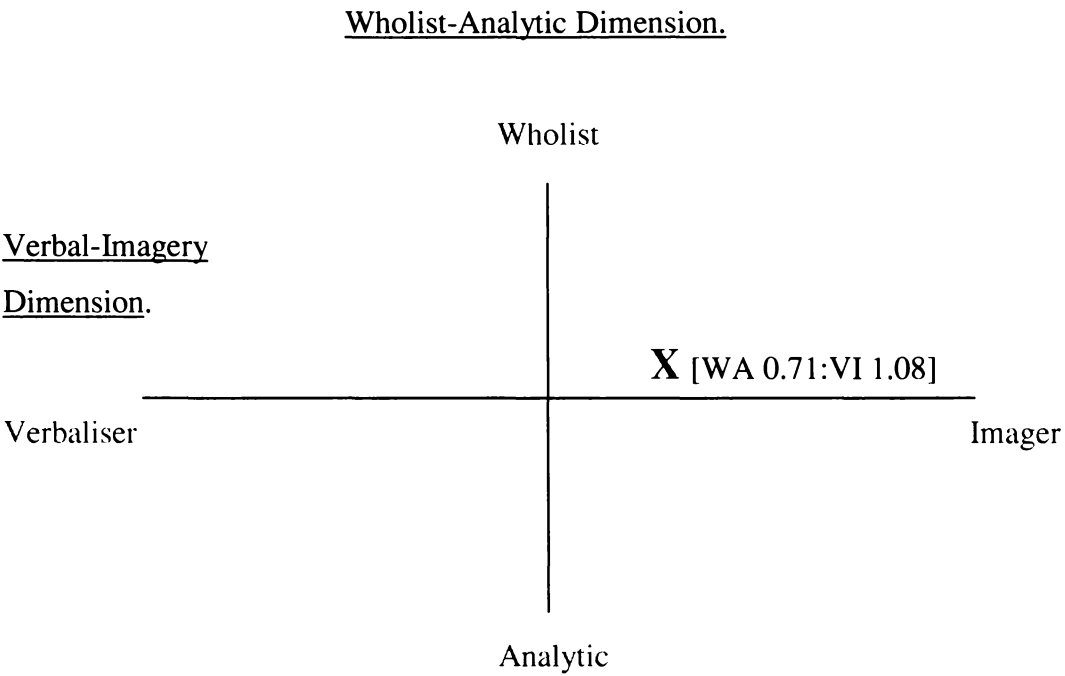 Wholist-Analytic Dimension.
Wholist
Verbal-Imagery
Dimension.
X [WA 0.71:VI 1.08]
Verbaliser
Imager
Analytic